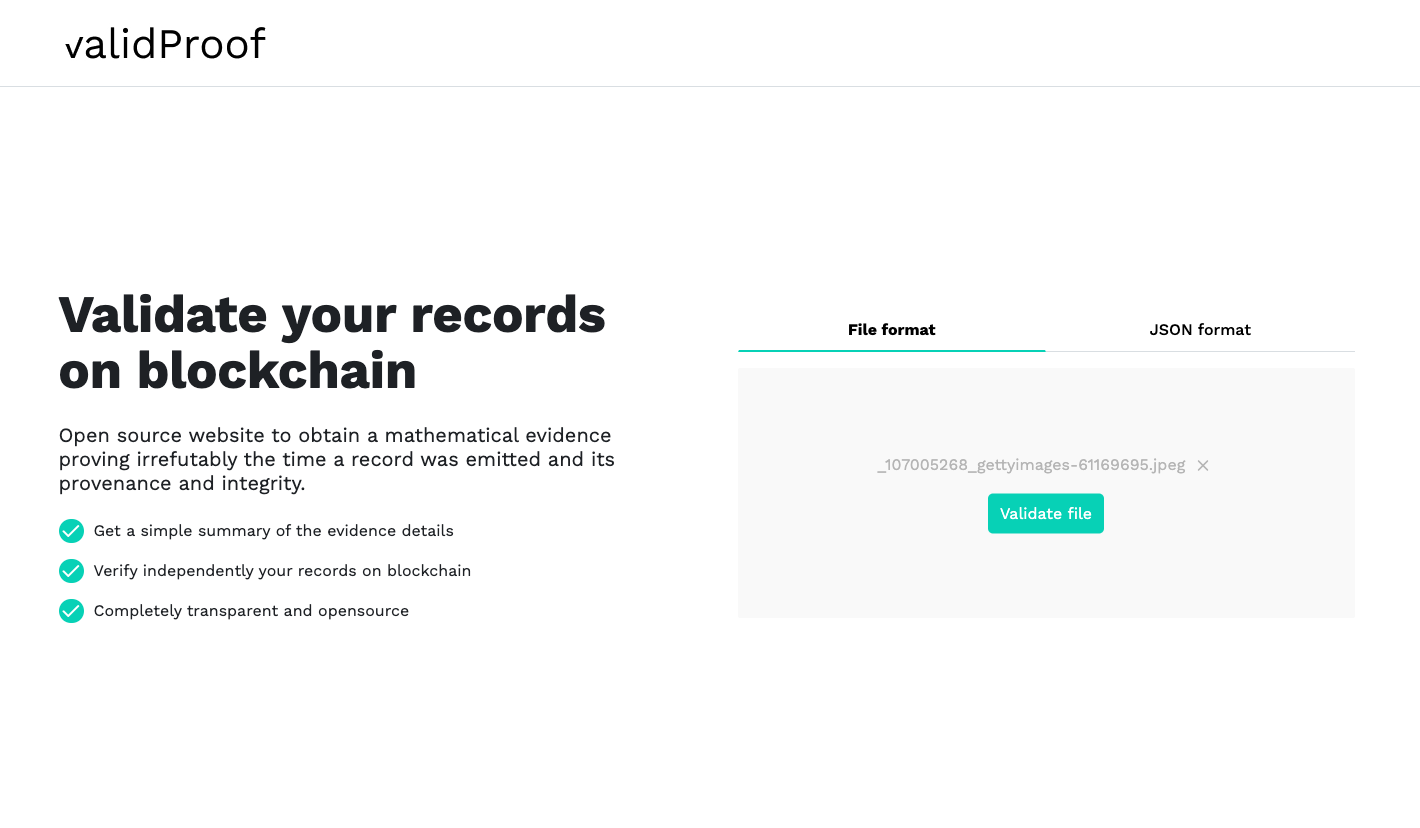 validProof
Validate your records
on blockchain
Open source website to obtain a mathematical evidence
proving irrefutably the time a record was emitted and its
provenance and integrity.
Get a simple summary of the evidence details
Verify independently your records on blockchain
Completely transparent and opensource
File format
JSON format
_107005268_gettyimages-61169695.jpeg
Validate file